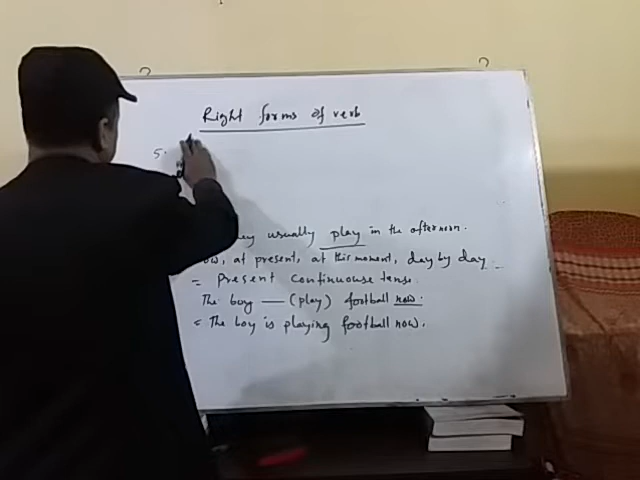 Right forms of verb
5.
usually play in the afternoon.
at present, at this moment, day by day
= Present Continuouse tense.
The boy — (play) football now.
= The boy is playing football now.